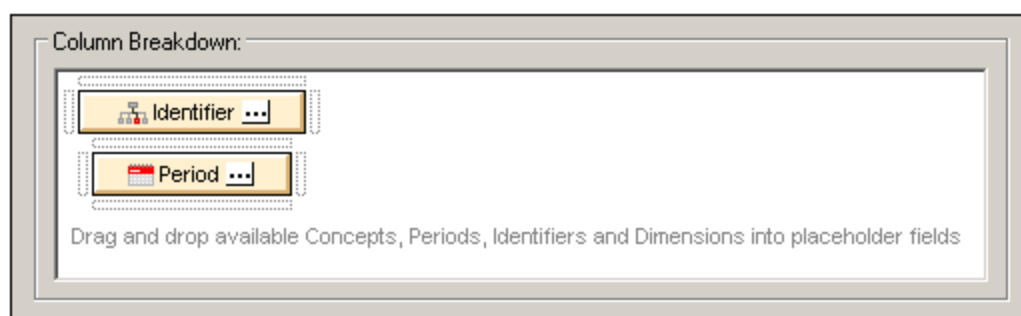 Column Breakdown:
Identifier ...
Period ...
Drag and drop available Concepts, Periods, Identifiers and Dimensions into placeholder fields